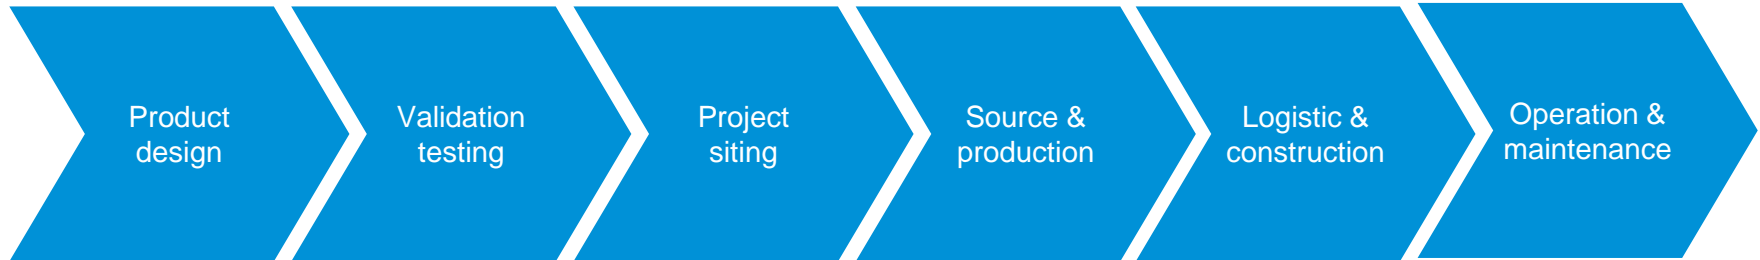 Product
design
Validation
testing
Project
siting
Source &
production
Logistic &
construction
Operation &
maintenance